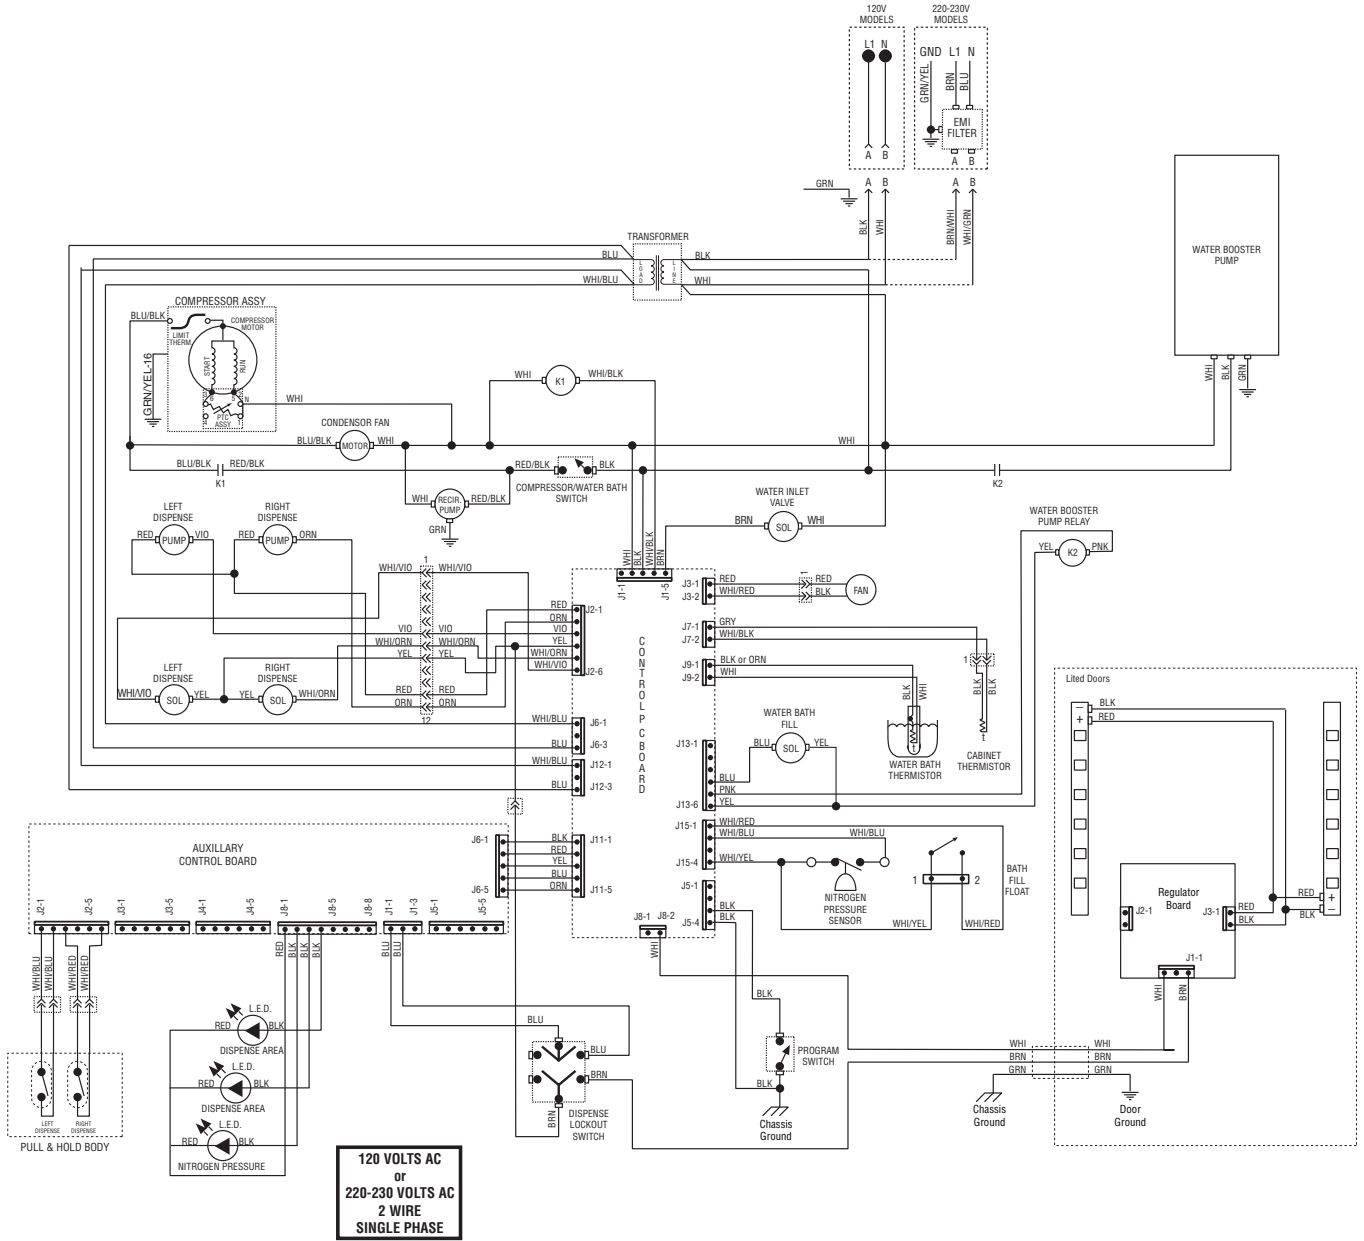 120V
MODELS
220-230V
MODELS
L1 N
GND L1 N
GRN/YEL
BRN
BLU
EMI
FILTER
A B
A B
GRN
A B
A B
BLK
WHI
BRN/WHI
WHI/GRN
WATER BOOSTER
PUMP
WHI
BLK
GRN
TRANSFORMER
BLU
WHI/BLU
LOAD
LINE
BLK
WHI
COMPRESSOR ASSY
BLU/BLK
LIMIT
THERM
COMPRESSOR
MOTOR
START
RUN
GRN/YEL-16
3 6 5 2 N
PTC
ASSY
4 1
WHI
WHI
K1
WHI/BLK
CONDENSOR FAN
BLU/BLK
MOTOR
WHI
WHI
BLU/BLK
K1
RED/BLK
RED/BLK
BLK
COMPRESSOR/WATER BATH
SWITCH
K2
WHI
RECIR.
PUMP
RED/BLK
GRN
WATER INLET
VALVE
BRN
SOL
WHI
WATER BOOSTER
PUMP RELAY
YEL
K2
PNK
LEFT
DISPENSE
RED
PUMP
VIO
RIGHT
DISPENSE
RED
PUMP
ORN
WHI/VIO
1
WHI/VIO
WHI
BLK
WHI/BLK
BRN
J1-1
J1-5
VIO
VIO
WHI/ORN
WHI/ORN
YEL
YEL
RED
RED
ORN
ORN
12
LEFT
DISPENSE
WHI/VIO
SOL
YEL
RIGHT
DISPENSE
YEL
SOL
WHI/ORN
RED
ORN
VIO
YEL
WHI/ORN
WHI/VIO
J2-1
J2-6
WHI/BLU
J6-1
BLU
J6-3
WHI/BLU
J12-1
BLU
J12-3
CONTROL PC BOARD
J3-1
RED
J3-2
WHI/RED
1
RED
BLK
FAN
J7-1
GRY
J7-2
WHI/BLK
J9-1
BLK or ORN
J9-2
WHI
BLK
WHI
t
WATER BATH
THERMISTOR
1
BLK
BLK
t
CABINET
THERMISTOR
WATER BATH
FILL
BLU
SOL
YEL
J13-1
BLU
PNK
J13-6
YEL
J15-1
WHI/RED
WHI/BLU
WHI/BLU
J15-4
WHI/YEL
NITROGEN
PRESSURE
SENSOR
1
2
BATH
FILL
FLOAT
WHI/YEL
WHI/RED
J5-1
BLK
J5-4
BLK
J8-1 J8-2
WHI
AUXILLARY
CONTROL BOARD
J6-1
J6-5
BLK
RED
YEL
BLU
ORN
J11-1
J11-5
J2-1
J2-5
J3-1
J3-5
J4-1
J4-5
J8-1
J8-5
J8-8
J1-1
J1-3
J5-1
J5-5
WHI/BLU
WHI/BLU
WHI/RED
WHI/RED
RED
BLK
BLK
BLK
BLU
BLU
LEFT
DISPENSE
RIGHT
DISPENSE
PULL & HOLD BODY
L.E.D.
RED
BLK
DISPENSE AREA
L.E.D.
RED
BLK
DISPENSE AREA
L.E.D.
RED
BLK
NITROGEN PRESSURE
BLU
BLU
BRN
BRN
DISPENSE
LOCKOUT
SWITCH
BLK
PROGRAM
SWITCH
BLK
Chassis
Ground
Lited Doors
–
+
BLK
RED
Regulator
Board
J2-1
J3-1
RED
BLK
RED
BLK
+
–
J1-1
WHI
BRN
WHI
WHI
BRN
BRN
GRN
GRN
Chassis
Ground
Door
Ground
120 VOLTS AC
or
220-230 VOLTS AC
2 WIRE
SINGLE PHASE